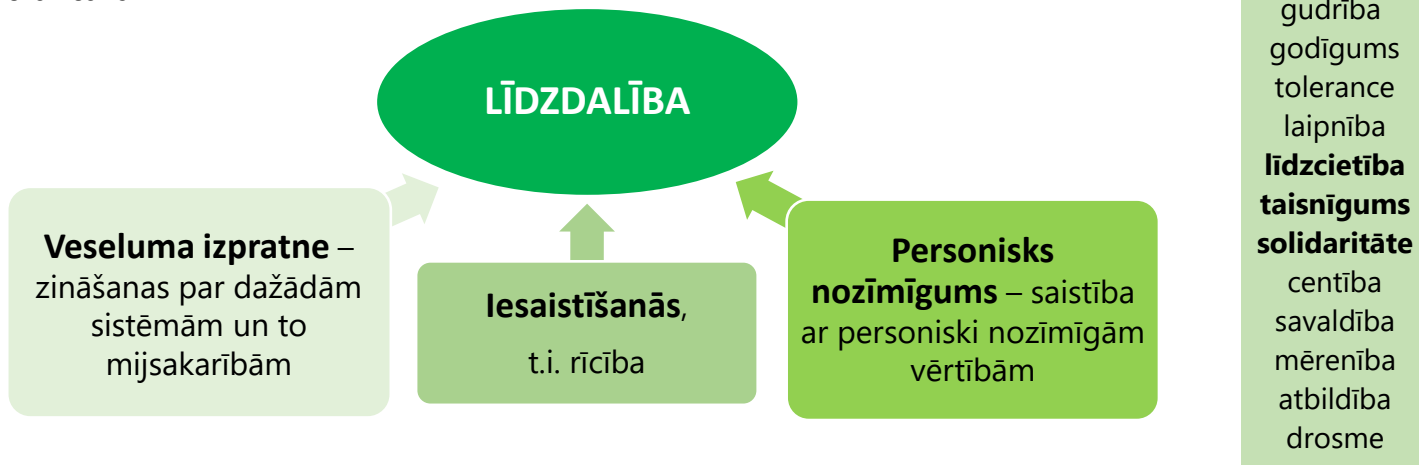 LĪDZDALĪBA
Veseluma izpratne –
zināšanas par dažādām
sistēmām un to
mijsakarībām
Iesaistīšanās,
t.i. rīcība
Personisks
nozīmīgums – saistība
ar personiski nozīmīgām
vērtībām
gudrība
godīgums
tolerance
laipnība
līdzcietība
taisnīgums
solidaritāte
centība
savaldība
mērenība
atbildība
drosme